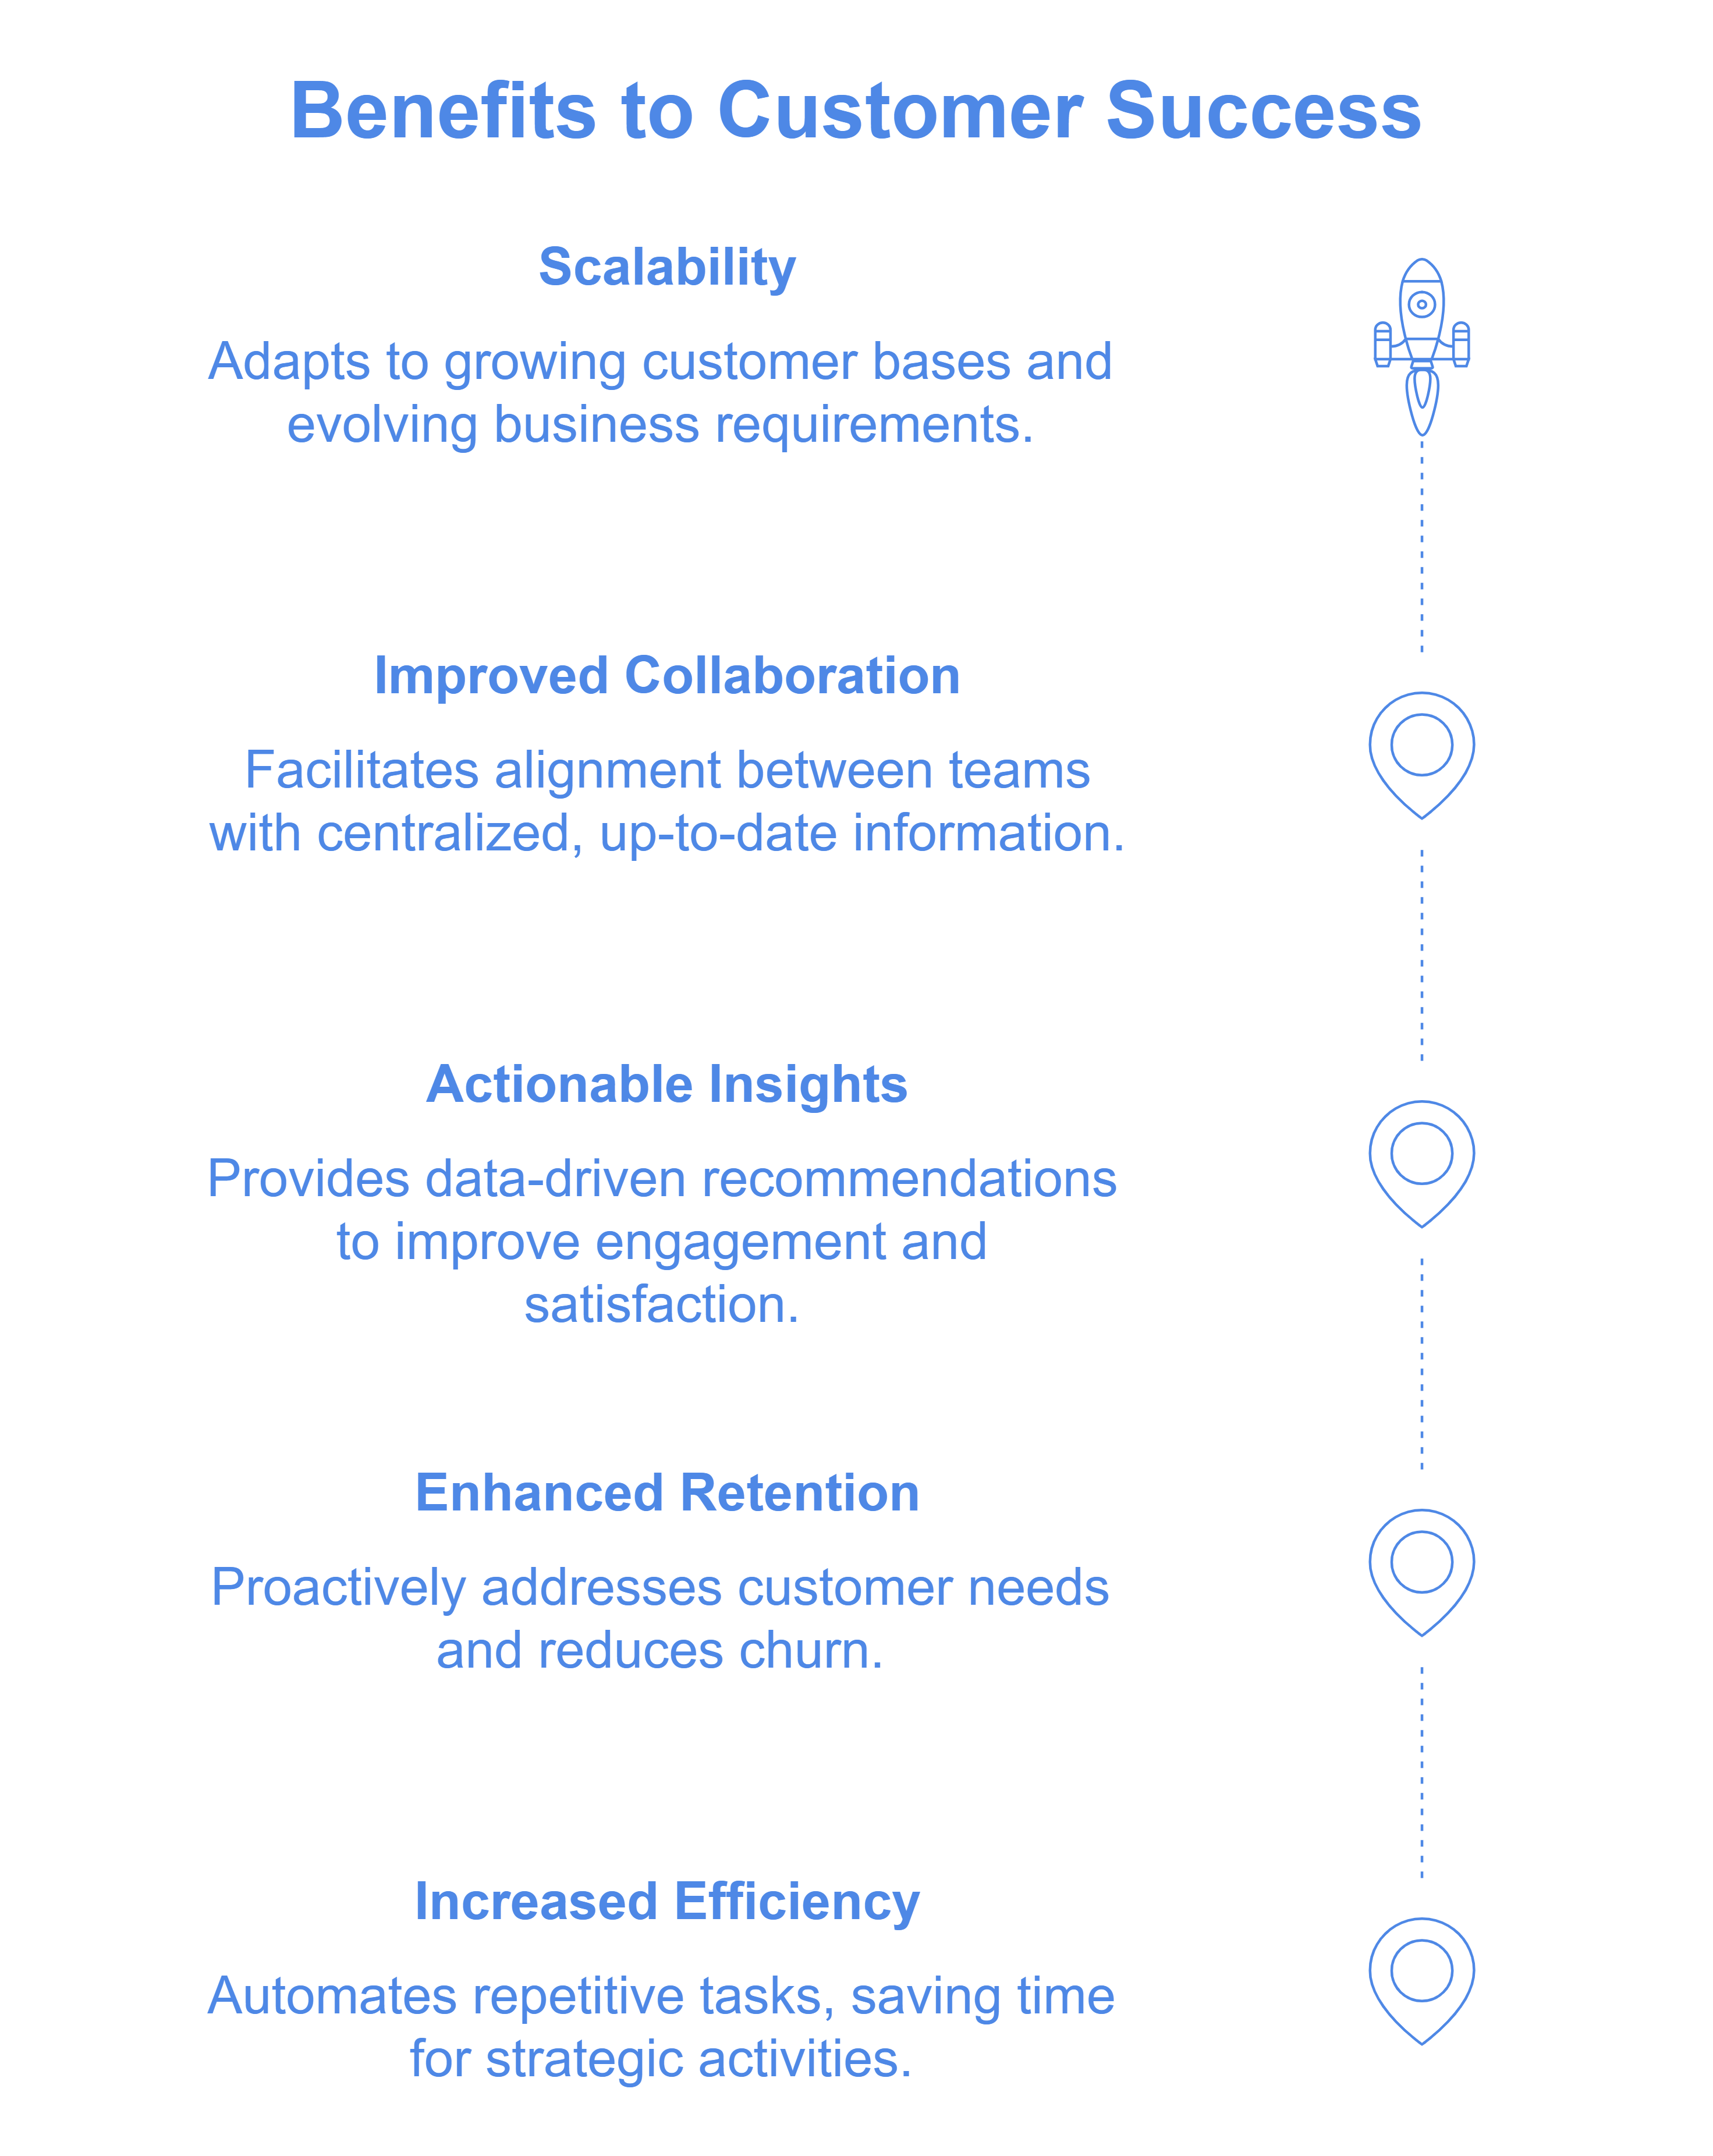 Benefits to Customer Success
Scalability
Adapts to growing customer bases and
evolving business requirements.
Improved Collaboration
Facilitates alignment between teams
with centralized, up-to-date information.
Actionable Insights
Provides data-driven recommendations
to improve engagement and
satisfaction.
Enhanced Retention
Proactively addresses customer needs
and reduces churn.
Increased Efficiency
Automates repetitive tasks, saving time
for strategic activities.